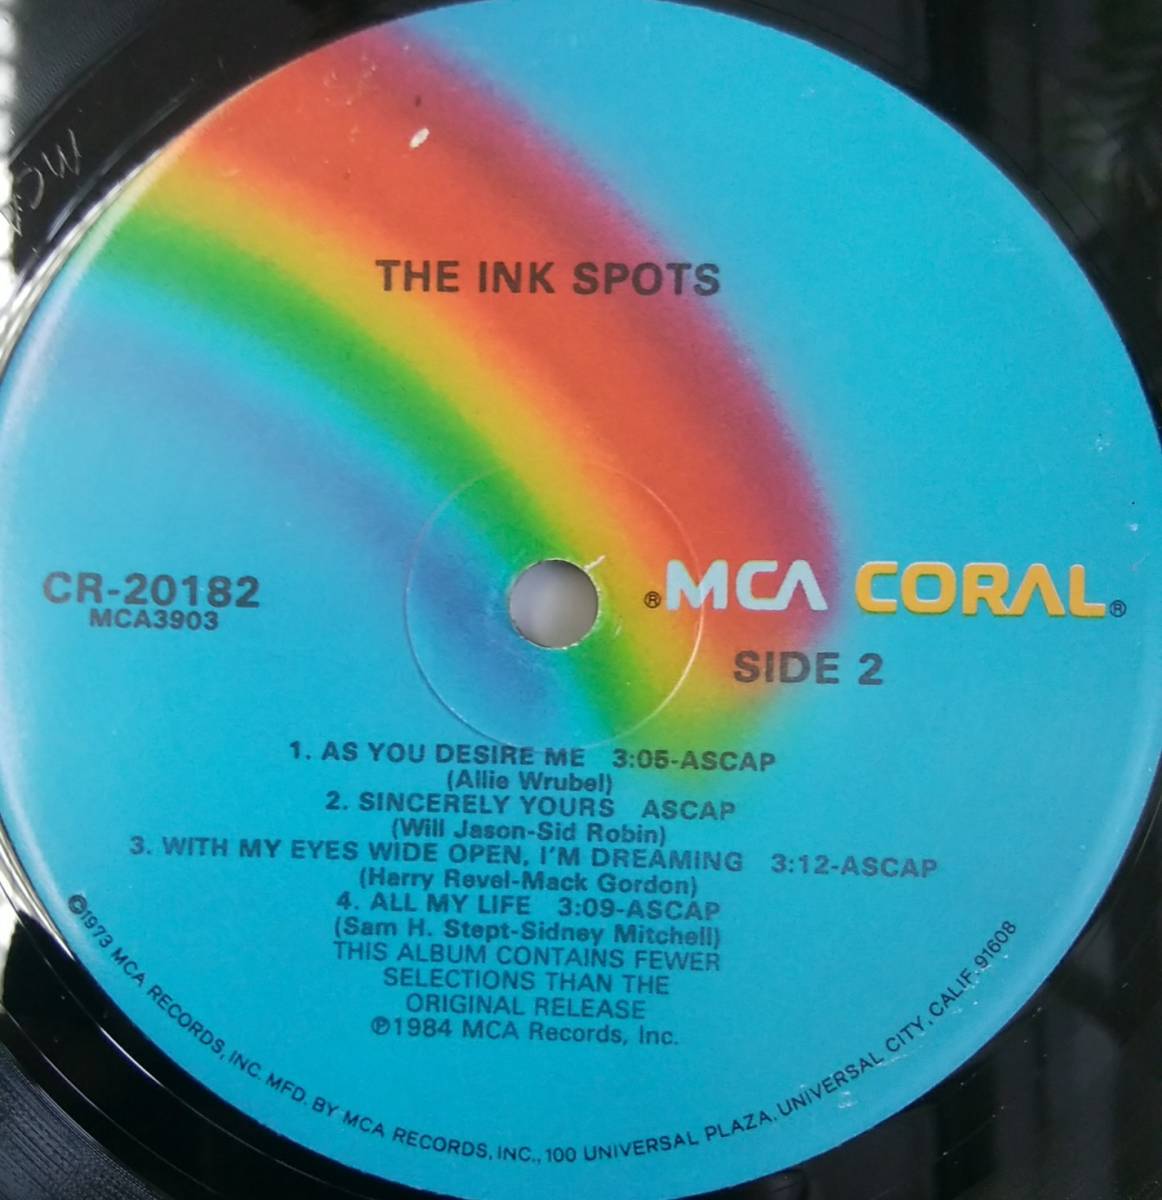 THE INK SPOTS
CR-20182
MCA3903
®MCA CORAL®
SIDE 2
1. AS YOU DESIRE ME 3:05-ASCAP
(Allie Wrubel)
2. SINCERELY YOURS ASCAP
(Will Jason-Sid Robin)
3. WITH MY EYES WIDE OPEN, I'M DREAMING 3:12-ASCAP
(Harry Revel-Mack Gordon)
4. ALL MY LIFE 3:09-ASCAP
(Sam H. Stept-Sidney Mitchell)
THIS ALBUM CONTAINS FEWER
SELECTIONS THAN THE
ORIGINAL RELEASE
℗1984 MCA Records, Inc.
©1973 MCA RECORDS, INC. MFD. BY MCA RECORDS, INC., 100 UNIVERSAL PLAZA, UNIVERSAL CITY, CALIF. 91608